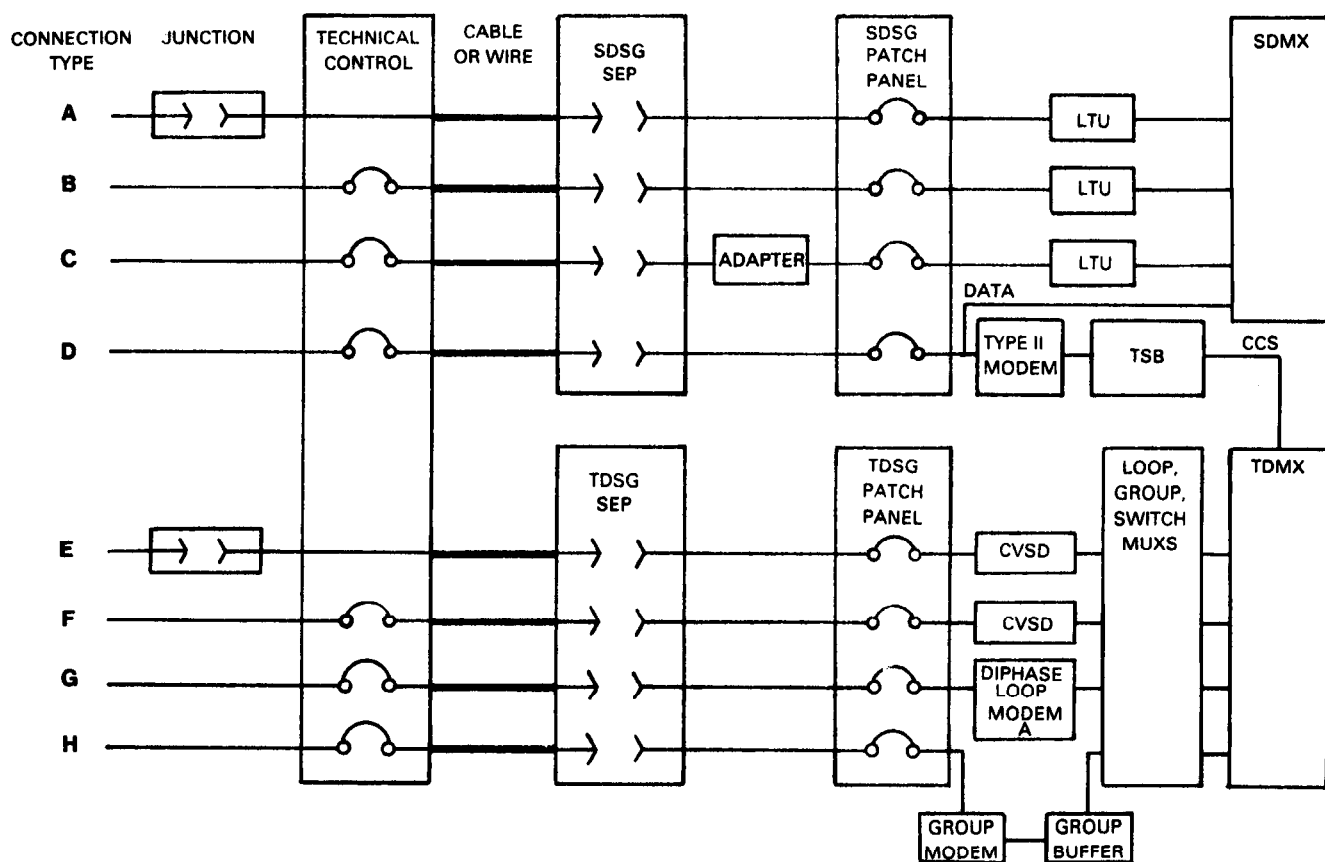 CONNECTION
TYPE
JUNCTION
TECHNICAL
CONTROL
CABLE
OR WIRE
SDSG
SEP
SDSG
PATCH
PANEL
SDMX
A
LTU
B
LTU
C
ADAPTER
LTU
DATA
D
TYPE II
MODEM
TSB
CCS
TDSG
SEP
TDSG
PATCH
PANEL
LOOP,
GROUP,
SWITCH
MUXS
TDMX
E
CVSD
F
CVSD
G
DIPHASE
LOOP
MODEM
A
H
GROUP
MODEM
GROUP
BUFFER